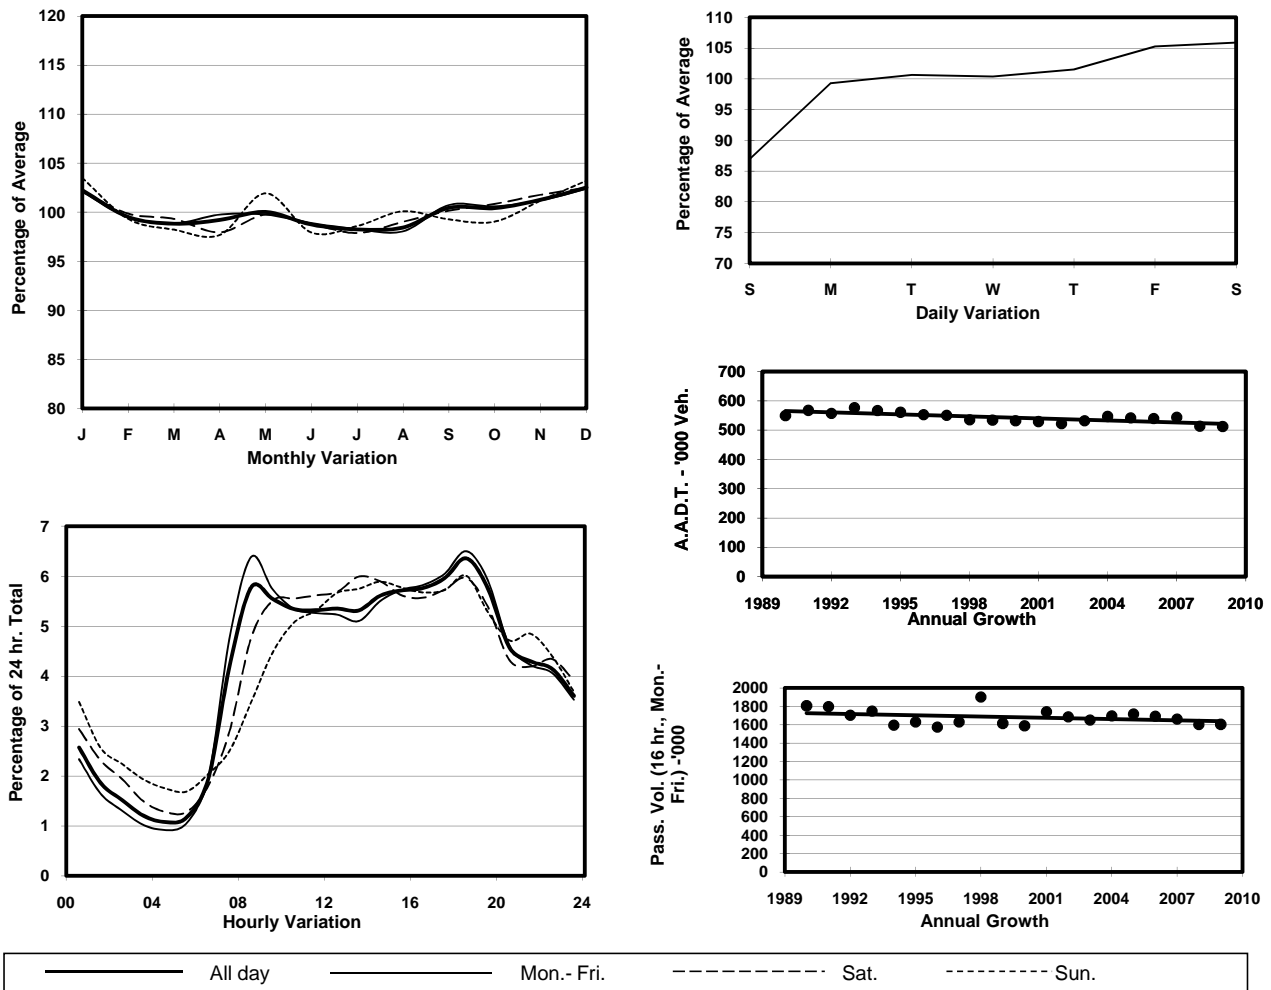 120
115
110
105
100
95
90
85
80
Percentage of Average
J F M A M J J A S O N D
Monthly Variation
110
105
100
95
90
85
80
75
70
Percentage of Average
S M T W T F S
Daily Variation
700
600
500
400
300
200
100
0
A.A.D.T. - '000 Veh.
1989 1992 1995 1998 2001 2004 2007 2010
Annual Growth
7
6
5
4
3
2
1
0
Percentage of 24 hr. Total
00 04 08 12 16 20 24
Hourly Variation
2000
1800
1600
1400
1200
1000
800
600
400
200
0
Pass. Vol. (16 hr., Mon.-
Fri.) -'000
1989 1992 1995 1998 2001 2004 2007 2010
Annual Growth
All day Mon.- Fri. Sat. Sun.